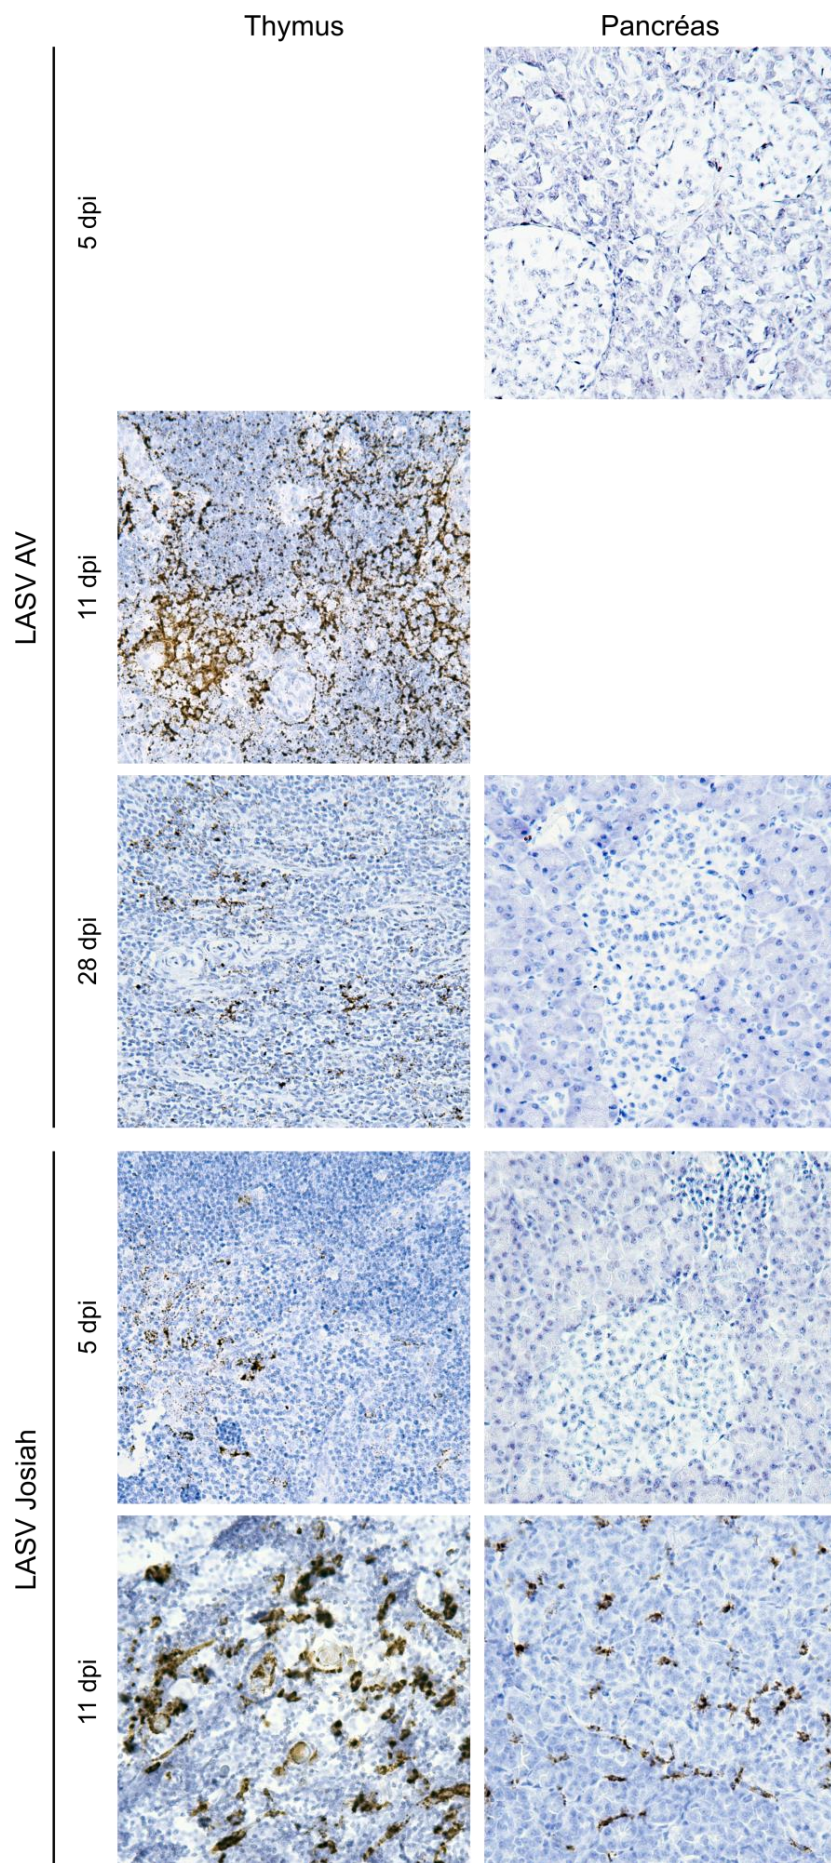 Thymus
Pancréas
LASV AV
5 dpi
11 dpi
28 dpi
LASV Josiah
5 dpi
11 dpi